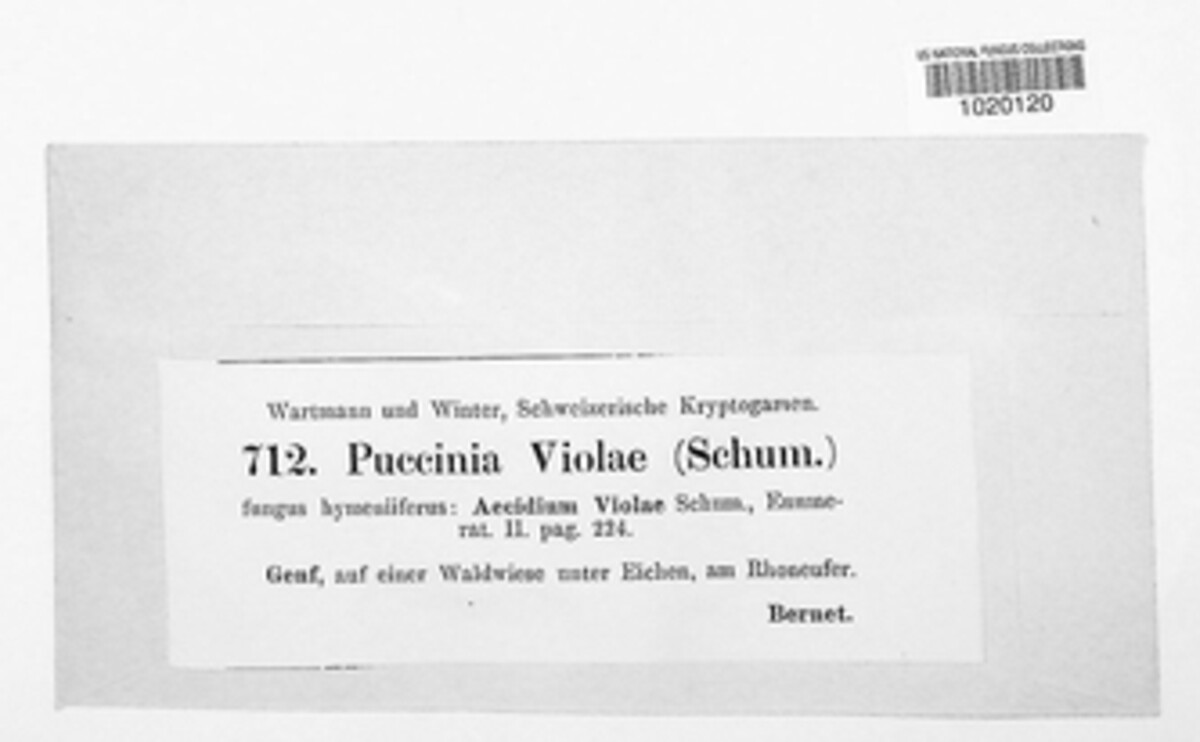 US NATIONAL FUNGUS COLLECTIONS
1020120
Wartmann und Winter, Schweizerische Kryptogamen.
712. Puccinia Violae (Schum.)
fungus hymeniiferus: Aecidium Violae Schum., Enume-
rat. II. pag. 224.
Genf, auf einer Waldwiese unter Eichen, am Rhoneufer.
Bernet.